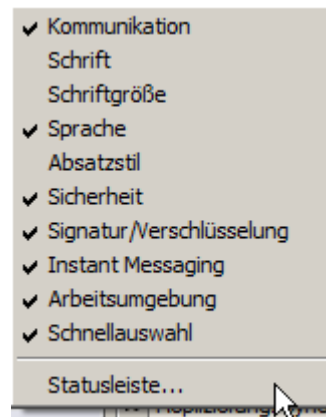 Kommunikation
Schrift
Schriftgröße
Sprache
Absatzstil
Sicherheit
Signatur/Verschlüsselung
Instant Messaging
Arbeitsumgebung
Schnellauswahl
Statusleiste...